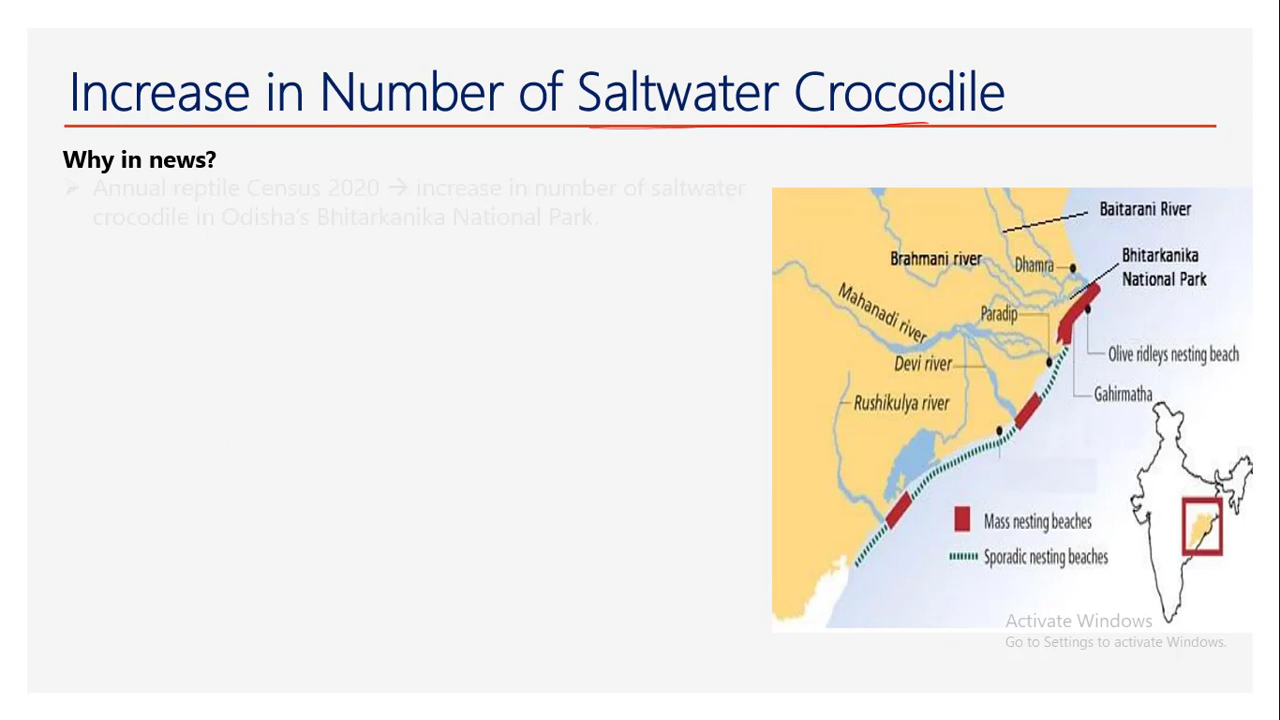 Increase in Number of Saltwater Crocodile
Why in news?
➢ Annual reptile Census 2020 → increase in number of saltwater
crocodile in Odisha's Bhitarkanika National Park.
Baitarani River
Bhitarkanika
National Park
Brahmani river
Dhamra
Mahanadi river
Paradip
Olive ridleys nesting beach
Devi river
Gahirmatha
Rushikulya river
Mass nesting beaches
Sporadic nesting beaches
Activate Windows
Go to Settings to activate Windows.